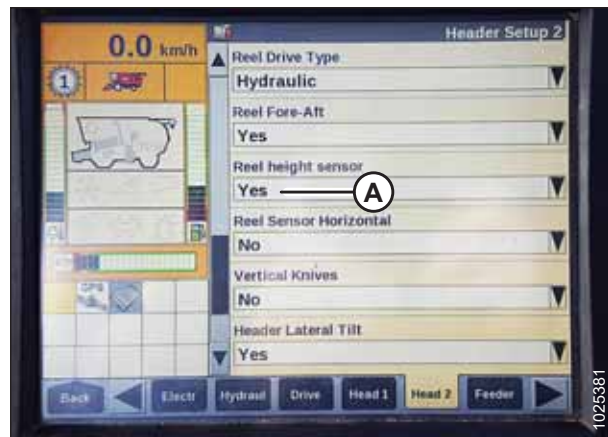 0.0 km/h
Header Setup 2
1
Reel Drive Type
Hydraulic
Reel Fore-Aft
Yes
Reel height sensor
Yes
A
Reel Sensor Horizontal
No
Vertical Knives
No
Header Lateral Tilt
Yes
Back
Electr
Hydraul
Drive
Head 1
Head 2
Feeder
1025381